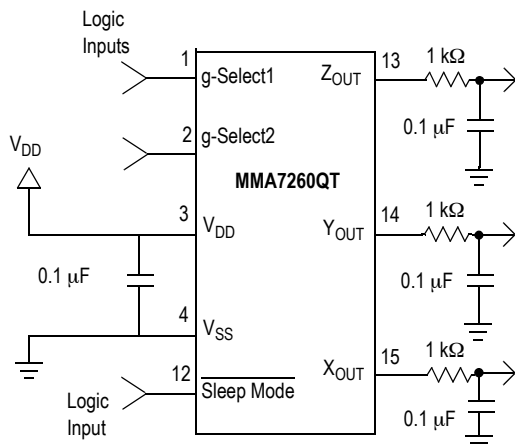 Logic
Inputs
1
g-Select1
2
g-Select2
V_DD
MMA7260QT
3
V_DD
0.1 μF
4
V_SS
12
Sleep Mode
Logic
Input
Z_OUT
13
1 kΩ
0.1 μF
Y_OUT
14
1 kΩ
0.1 μF
X_OUT
15
1 kΩ
0.1 μF